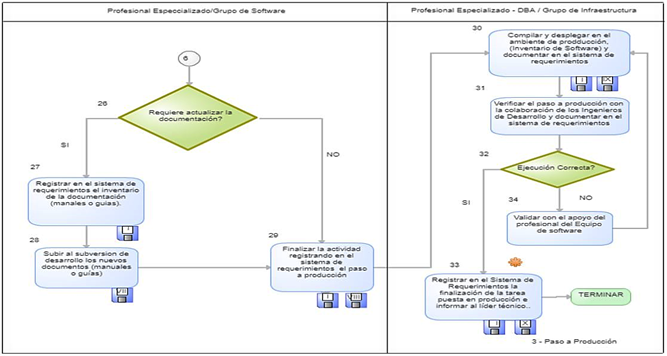 Profesional Especcializado/Grupo de Software
Profesional Especializado - DBA / Grupo de Infraestructura
6
26
Requiere actualizar la
documentación?
SI
NO
27
Registrar en el sistema de
requerimientos el inventario
de la documentación
(manales o guías).
I
28
Subir al subversion de
desarrollo los nuevos
documentos (manuales
o guías)
VII
29
Finalizar la actividad
registrando en el
sistema de
requerimientos el paso
a producción
I
VIII
30
Compilar y desplegar en el
ambiente de prodducción,
(Inventario de Software) y
documentar en el sistema de
requerimientos
I
IX
31
Verificar el paso a producción con
la colaboración de los Ingenieros
de Desarrollo y documentar en el
sistema de requerimientos
32
Ejecución Correcta?
SI
NO
34
Validar con el apoyo del
profesional del Equipo
de software
33
Registrar en el Sistema de
Requerimientos la
finalización de la tarea
puesta en producción e
informar al líder técnico..
I
X
TERMINAR
3 - Paso a Producción